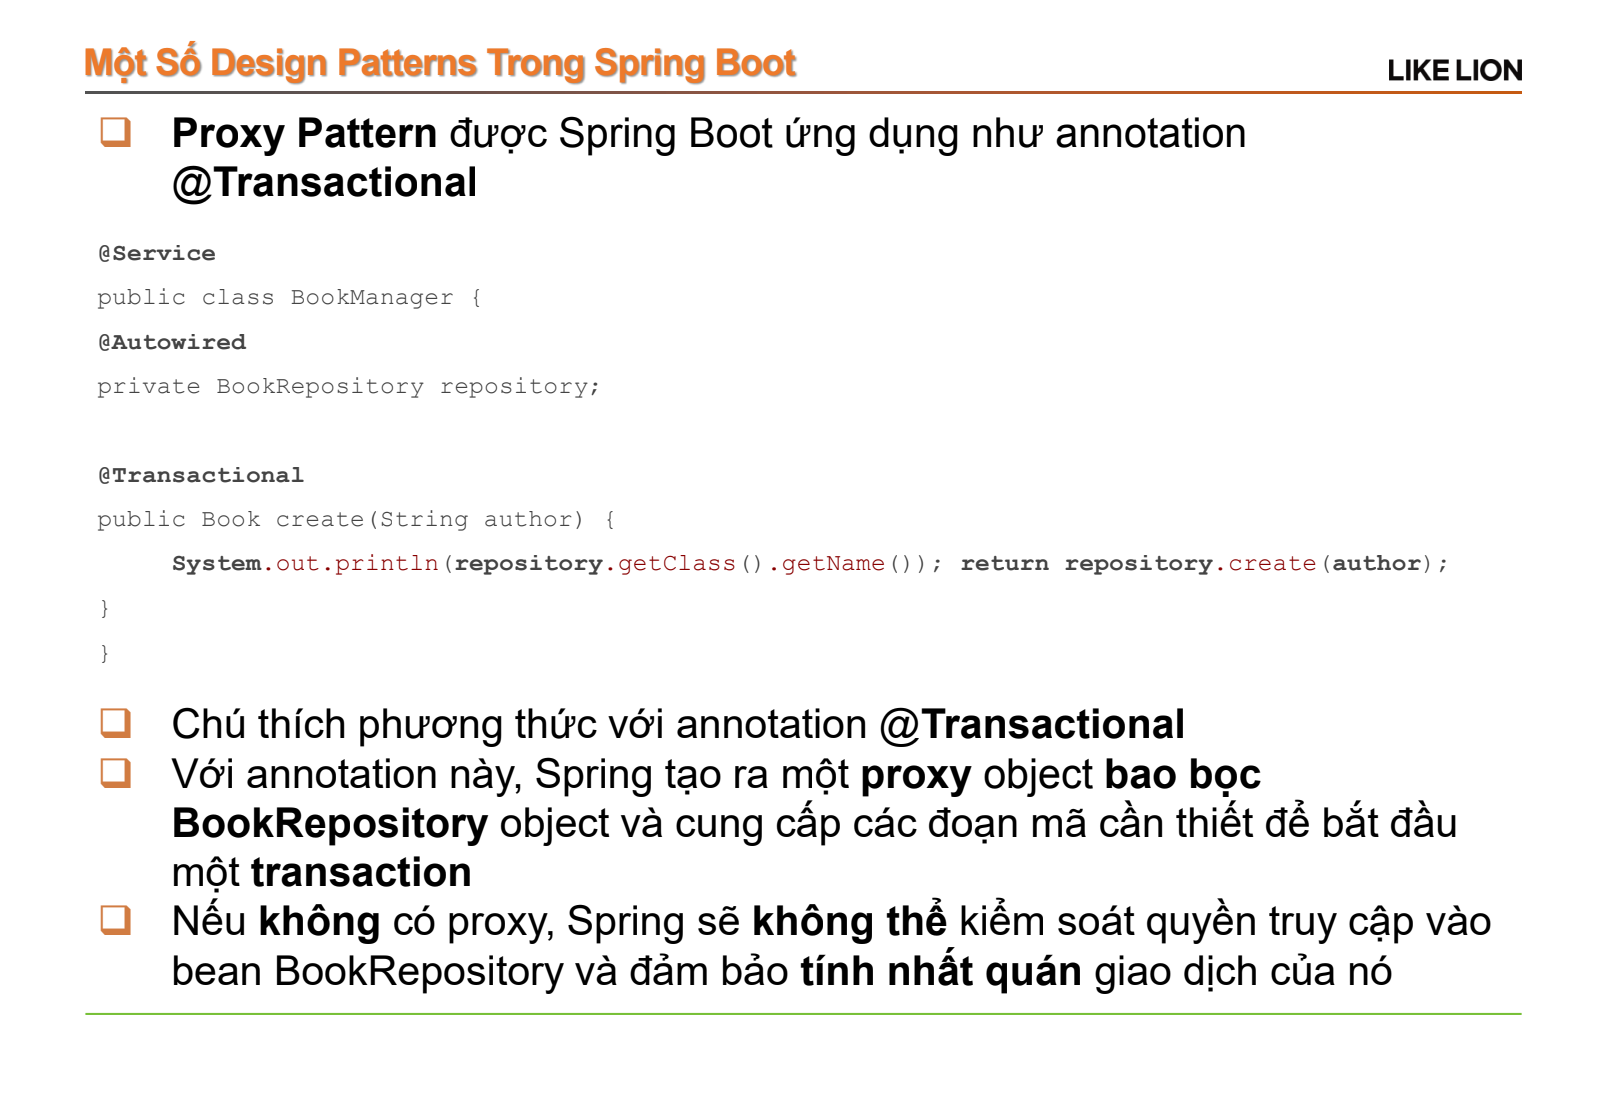 Một Số Design Patterns Trong Spring Boot
LIKE LION
Proxy Pattern được Spring Boot ứng dụng như annotation
@Transactional
@Service
public class BookManager {
@Autowired
private BookRepository repository;
@Transactional
public Book create(String author) {
System.out.println(repository.getClass().getName()); return repository.create(author);
}
}
Chú thích phương thức với annotation @Transactional
Với annotation này, Spring tạo ra một proxy object bao bọc
BookRepository object và cung cấp các đoạn mã cần thiết để bắt đầu
một transaction
Nếu không có proxy, Spring sẽ không thể kiểm soát quyền truy cập vào
bean BookRepository và đảm bảo tính nhất quán giao dịch của nó